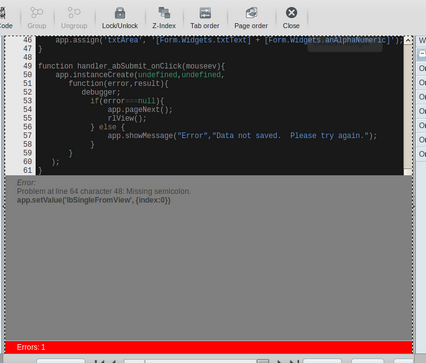 Code
Group
Ungroup
Lock/Unlock
Z-Index
Tab order
Page order
Close
46 app.assign('txtArea', '[Form.Widgets.txtText] + [Form.Widgets.anAlphaNumeric]');
47 }
48
49 function handler_abSubmit_onClick(mouseev){
50 app.instanceCreate(undefined,undefined,
51 function(error,result){
52 debugger;
53 if(error===null){
54 app.pageNext();
55 rlView();
56 } else {
57 app.showMessage("Error","Data not saved.  Please try again.");
58 }
59 }
60 );
61 }
Error:
Problem at line 64 character 48: Missing semicolon.
app.setValue('lbSingleFromView', {index:0})
Errors: 1